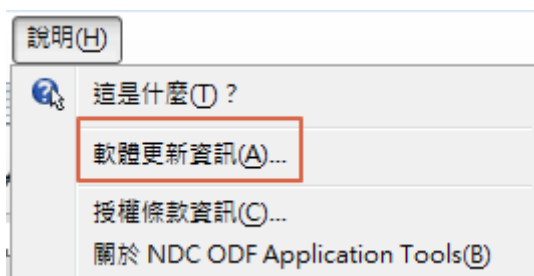 說明(H)
這是什麼(T)？
軟體更新資訊(A)...
授權條款資訊(C)...
關於 NDC ODF Application Tools(B)